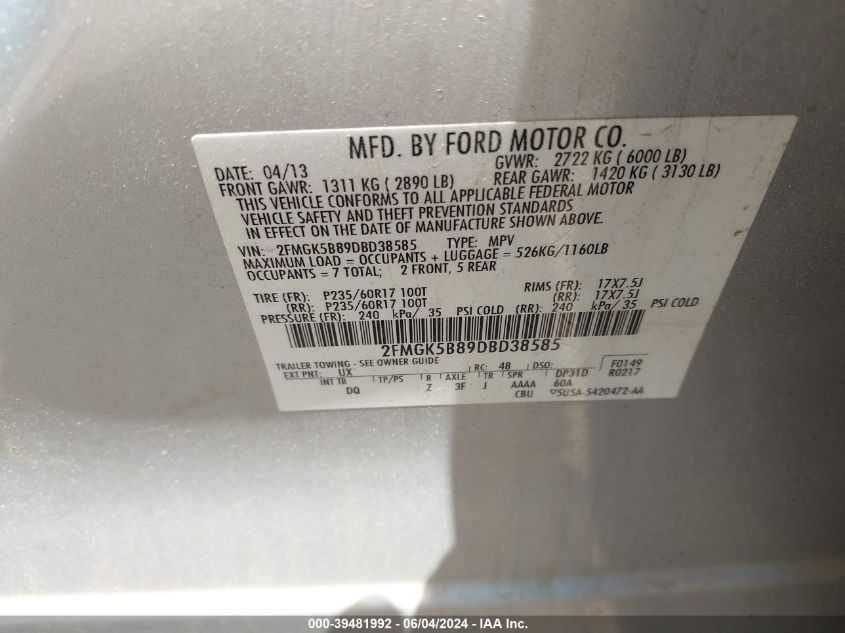 MFD. BY FORD MOTOR CO.
DATE: 04/13 GVWR: 2722 KG ( 6000 LB)
FRONT GAWR: 1311 KG ( 2890 LB) REAR GAWR: 1420 KG ( 3130 LB)
THIS VEHICLE CONFORMS TO ALL APPLICABLE FEDERAL MOTOR
VEHICLE SAFETY AND THEFT PREVENTION STANDARDS
IN EFFECT ON THE DATE OF MANUFACTURE SHOWN ABOVE.
VIN: 2FMGK5B89DBD38585 TYPE: MPV
MAXIMUM LOAD = OCCUPANTS + LUGGAGE = 526KG/1160LB
OCCUPANTS = 7 TOTAL; 2 FRONT, 5 REAR
TIRE (FR): P235/60R17 100T RIMS (FR): 17X7.5J
(RR): P235/60R17 100T (RR): 17X7.5J
PRESSURE (FR): 240 kPa/ 35 PSI COLD (RR): 240 kPa/ 35 PSI COLD
2FMGK5B89DBD38585
TRAILER TOWING - SEE OWNER GUIDE
EXT PNT: UX RC: 48 DSO: F0149
INT TR TP/PS R AXLE TR SPR DP31D R0217
DQ Z 3F J AAAA 60A
CBU ▽5USA-5420472-AA
000-39481992 - 06/04/2024 - IAA Inc.